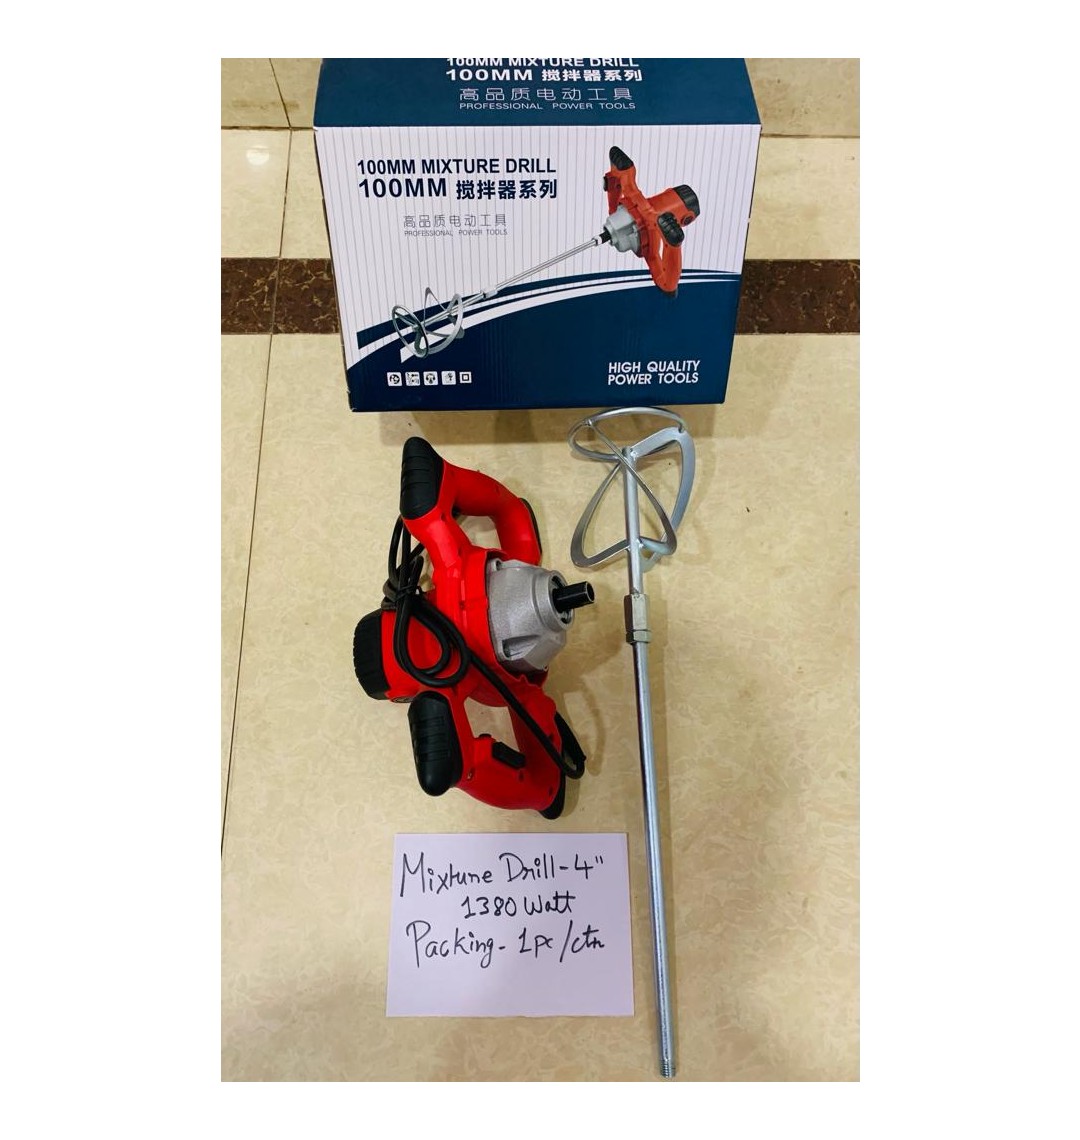 100MM MIXTURE DRILL
100MM 搅拌器系列
高品质电动工具
PROFESSIONAL POWER TOOLS
100MM MIXTURE DRILL
100MM 搅拌器系列
高品质电动工具
PROFESSIONAL POWER TOOLS
HIGH QUALITY
POWER TOOLS
Mixture Drill-4"
1380 Watt
Packing- 1pc/ctn